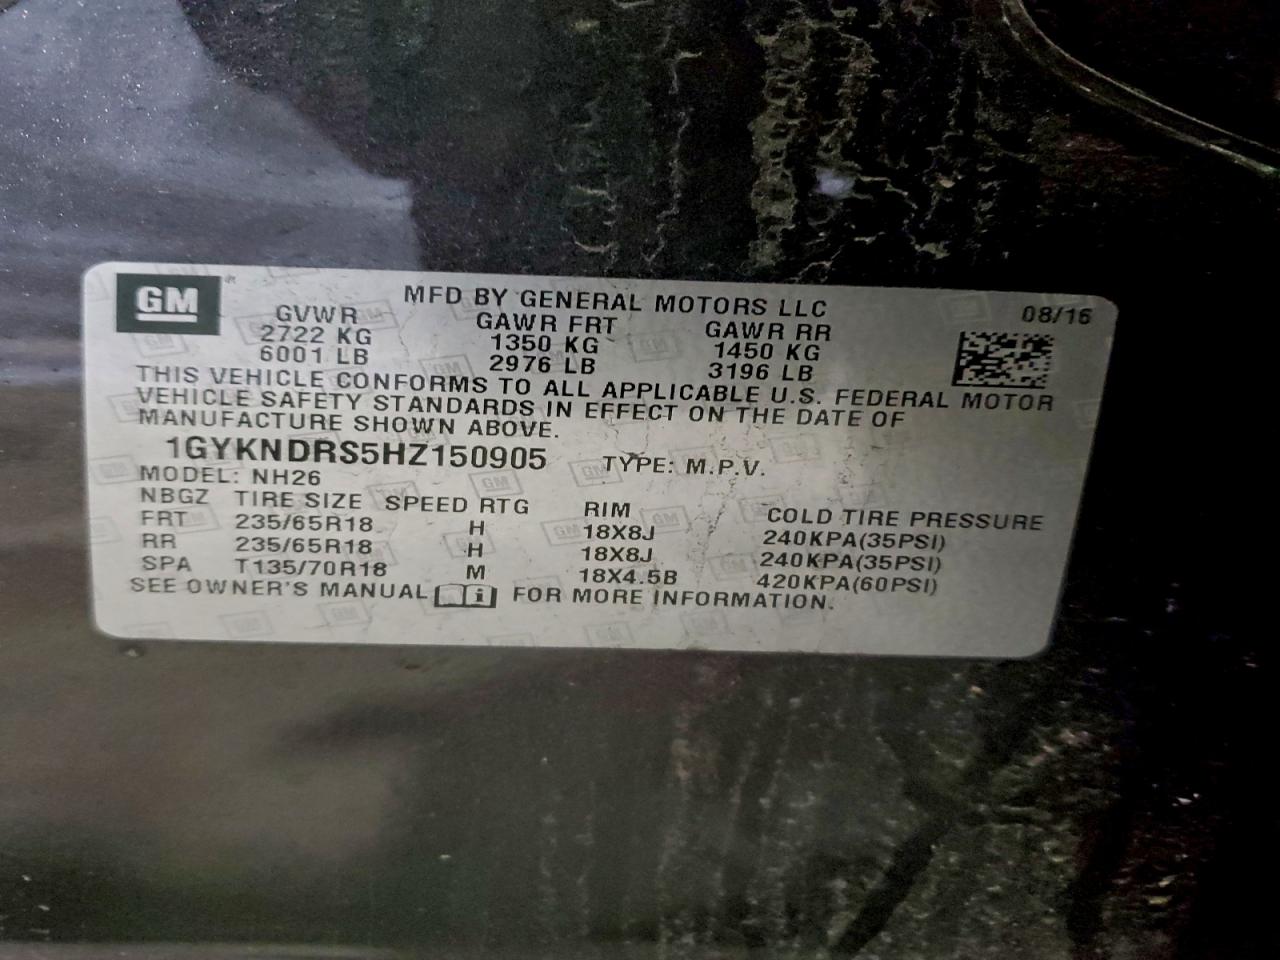 GM
MFD BY GENERAL MOTORS LLC 08/16
GVWR GAWR FRT GAWR RR
2722 KG 1350 KG 1450 KG
6001 LB 2976 LB 3196 LB
THIS VEHICLE CONFORMS TO ALL APPLICABLE U.S. FEDERAL MOTOR
VEHICLE SAFETY STANDARDS IN EFFECT ON THE DATE OF
MANUFACTURE SHOWN ABOVE.
1GYKNDRS5HZ150905 TYPE: M.P.V.
MODEL: NH26
NBGZ TIRE SIZE SPEED RTG RIM COLD TIRE PRESSURE
FRT 235/65R18 H 18X8J 240KPA(35PSI)
RR 235/65R18 H 18X8J 240KPA(35PSI)
SPA T135/70R18 M 18X4.5B 420KPA(60PSI)
SEE OWNER'S MANUAL i FOR MORE INFORMATION.